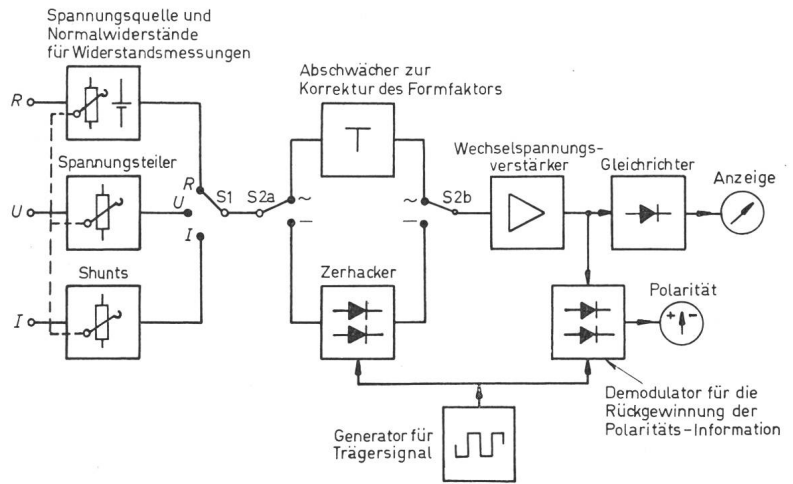 Spannungsquelle und
Normalwiderstände
für Widerstandsmessungen
R
Spannungsteiler
U
Shunts
I
R
U
I
S1
S2a
~
–
Abschwächer zur
Korrektur des Formfaktors
Zerhacker
~
–
S2b
Wechselspannungs-
verstärker
Gleichrichter
Anzeige
Polarität
+ -
Demodulator für die
Rückgewinnung der
Polaritäts-Information
Generator für
Trägersignal